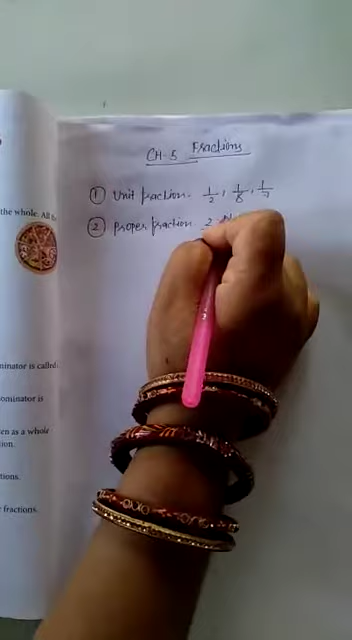 CH-5 Fractions
① Unit fraction - 1/2, 1/8, 1/7
② Proper fraction 2
the whole. All
minator is called
ominator is
en as a whole
ion.
tions.
fractions.